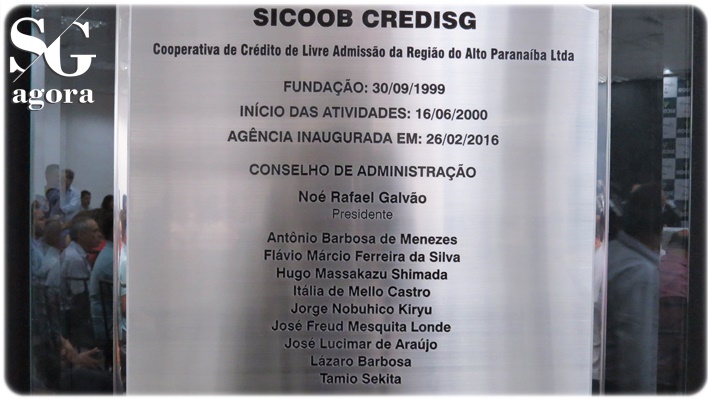 SG
agora
SICOOB CREDISG
Cooperativa de Crédito de Livre Admissão da Região do Alto Paranaíba Ltda
FUNDAÇÃO: 30/09/1999
INÍCIO DAS ATIVIDADES: 16/06/2000
AGÊNCIA INAUGURADA EM: 26/02/2016
CONSELHO DE ADMINISTRAÇÃO
Noé Rafael Galvão
Presidente
Antônio Barbosa de Menezes
Flávio Márcio Ferreira da Silva
Hugo Massakazu Shimada
Itália de Mello Castro
Jorge Nobuhico Kiryu
José Freud Mesquita Londe
José Lucimar de Araújo
Lázaro Barbosa
Tamio Sekita